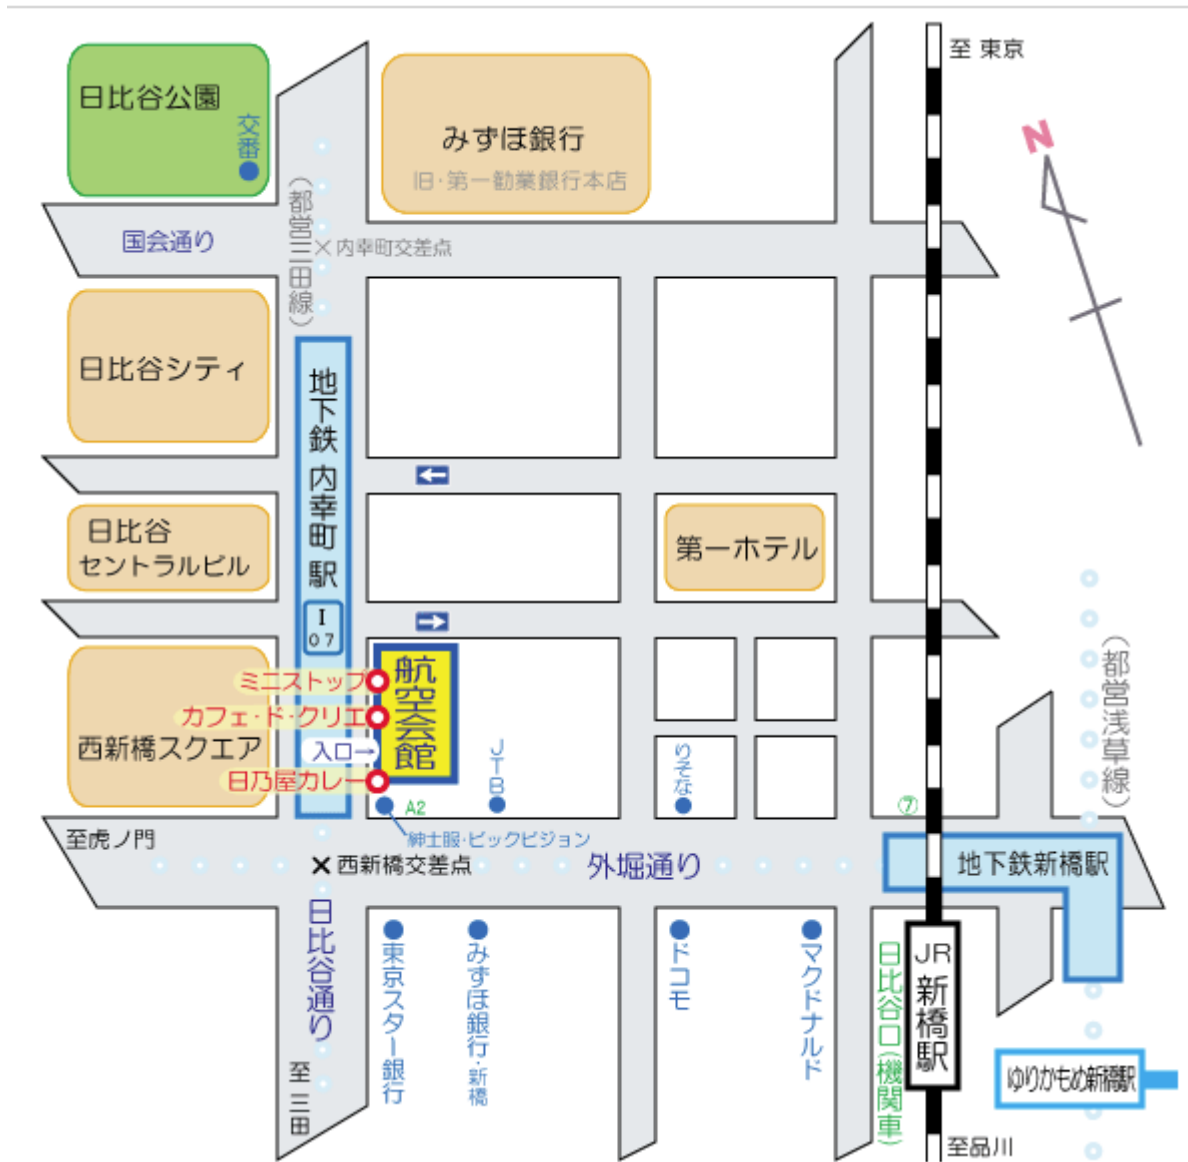 至 東京
日比谷公園
交番
みずほ銀行
旧・第一勧業銀行本店
N
国会通り
(都営三田線)
×内幸町交差点
日比谷シティ
地下鉄 内幸町 駅
I
07
日比谷
セントラルビル
第一ホテル
←
→
航空会館
ミニストップ
カフェ・ド・クリエ
入口→
日乃屋カレー
西新橋スクエア
JTB
りそな
A2
紳士服・ビックビジョン
⑦
(都営浅草線)
至虎ノ門
×西新橋交差点
外堀通り
地下鉄新橋駅
日比谷通り
東京スター銀行
みずほ銀行・新橋
ドコモ
マクドナルド
日比谷口(機関車)
JR
新橋駅
ゆりかもめ新橋駅
至 三田
至品川